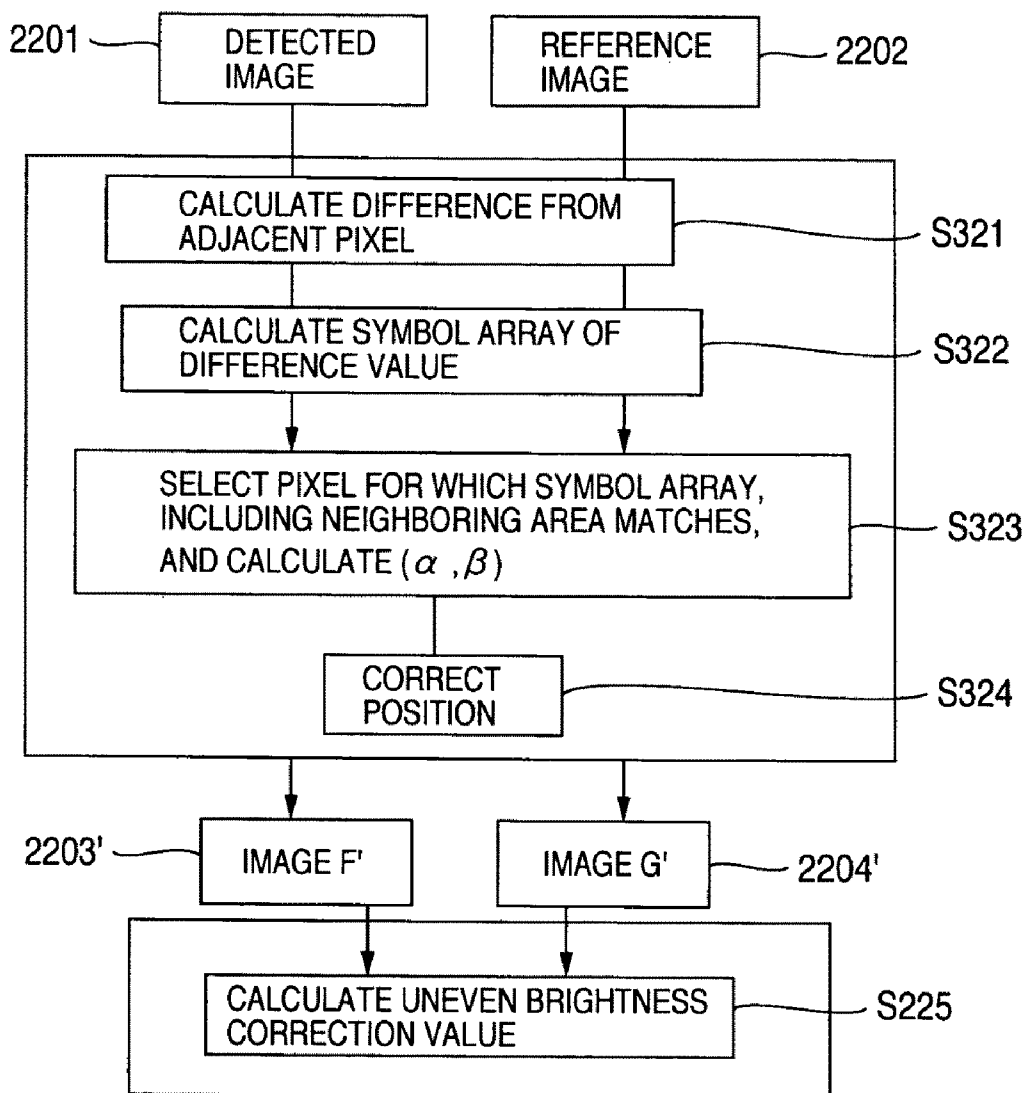 2201
DETECTED
IMAGE
REFERENCE
IMAGE
2202
CALCULATE DIFFERENCE FROM
ADJACENT PIXEL
S321
CALCULATE SYMBOL ARRAY OF
DIFFERENCE VALUE
S322
SELECT PIXEL FOR WHICH SYMBOL ARRAY,
INCLUDING NEIGHBORING AREA MATCHES,
AND CALCULATE (α ,β)
S323
CORRECT
POSITION
S324
2203'
IMAGE F'
IMAGE G'
2204'
CALCULATE UNEVEN BRIGHTNESS
CORRECTION VALUE
S225